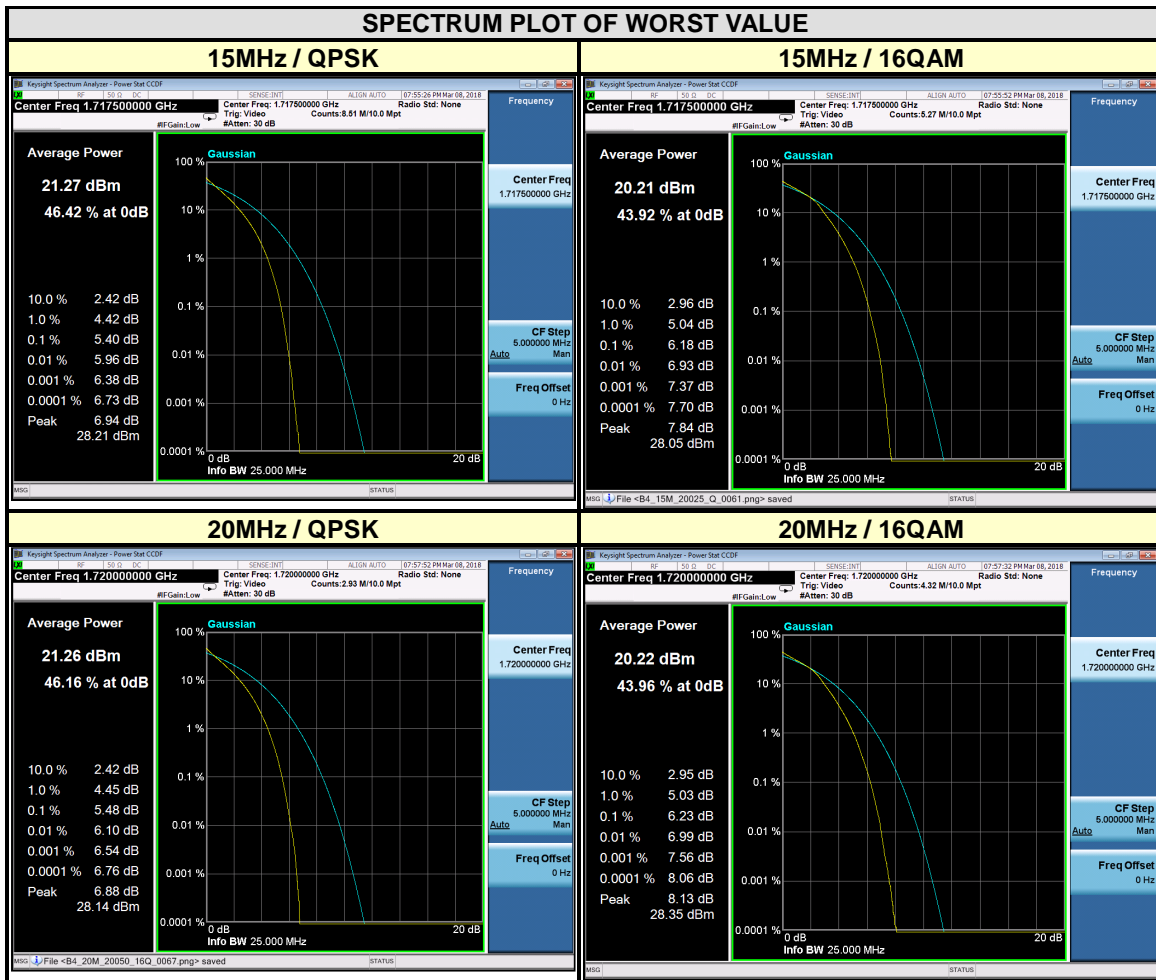 SPECTRUM PLOT OF WORST VALUE
15MHz / QPSK
Keysight Spectrum Analyzer - Power Stat CCDF
RF 50 Ω DC SENSE:INT ALIGN AUTO 07:55:26 PM Mar 08, 2018
Center Freq 1.717500000 GHz
Center Freq: 1.717500000 GHz Radio Std: None
Trig: Video Counts:8.51 M/10.0 Mpt
#IFGain:Low #Atten: 30 dB
Frequency
Average Power
21.27 dBm
46.42 % at 0dB
10.0 % 2.42 dB
1.0 % 4.42 dB
0.1 % 5.40 dB
0.01 % 5.96 dB
0.001 % 6.38 dB
0.0001 % 6.73 dB
Peak 6.94 dB
28.21 dBm
Gaussian
100 %
10 %
1 %
0.1 %
0.01 %
0.001 %
0.0001 %
0 dB 20 dB
Info BW 25.000 MHz
Center Freq
1.717500000 GHz
CF Step
5.000000 MHz
Auto Man
Freq Offset
0 Hz
MSG STATUS
15MHz / 16QAM
Keysight Spectrum Analyzer - Power Stat CCDF
RF 50 Ω DC SENSE:INT ALIGN AUTO 07:55:52 PM Mar 08, 2018
Center Freq 1.717500000 GHz
Center Freq: 1.717500000 GHz Radio Std: None
Trig: Video Counts:5.27 M/10.0 Mpt
#IFGain:Low #Atten: 30 dB
Frequency
Average Power
20.21 dBm
43.92 % at 0dB
10.0 % 2.96 dB
1.0 % 5.04 dB
0.1 % 6.18 dB
0.01 % 6.93 dB
0.001 % 7.37 dB
0.0001 % 7.70 dB
Peak 7.84 dB
28.05 dBm
Gaussian
100 %
10 %
1 %
0.1 %
0.01 %
0.001 %
0.0001 %
0 dB 20 dB
Info BW 25.000 MHz
Center Freq
1.717500000 GHz
CF Step
5.000000 MHz
Auto Man
Freq Offset
0 Hz
MSG File <B4_15M_20025_Q_0061.png> saved STATUS
20MHz / QPSK
Keysight Spectrum Analyzer - Power Stat CCDF
RF 50 Ω DC SENSE:INT ALIGN AUTO 07:57:52 PM Mar 08, 2018
Center Freq 1.720000000 GHz
Center Freq: 1.720000000 GHz Radio Std: None
Trig: Video Counts:2.93 M/10.0 Mpt
#IFGain:Low #Atten: 30 dB
Frequency
Average Power
21.26 dBm
46.16 % at 0dB
10.0 % 2.42 dB
1.0 % 4.45 dB
0.1 % 5.48 dB
0.01 % 6.10 dB
0.001 % 6.54 dB
0.0001 % 6.76 dB
Peak 6.88 dB
28.14 dBm
Gaussian
100 %
10 %
1 %
0.1 %
0.01 %
0.001 %
0.0001 %
0 dB 20 dB
Info BW 25.000 MHz
Center Freq
1.720000000 GHz
CF Step
5.000000 MHz
Auto Man
Freq Offset
0 Hz
MSG File <B4_20M_20050_16Q_0067.png> saved STATUS
20MHz / 16QAM
Keysight Spectrum Analyzer - Power Stat CCDF
RF 50 Ω DC SENSE:INT ALIGN AUTO 07:57:32 PM Mar 08, 2018
Center Freq 1.720000000 GHz
Center Freq: 1.720000000 GHz Radio Std: None
Trig: Video Counts:4.32 M/10.0 Mpt
#IFGain:Low #Atten: 30 dB
Frequency
Average Power
20.22 dBm
43.96 % at 0dB
10.0 % 2.95 dB
1.0 % 5.03 dB
0.1 % 6.23 dB
0.01 % 6.99 dB
0.001 % 7.56 dB
0.0001 % 8.06 dB
Peak 8.13 dB
28.35 dBm
Gaussian
100 %
10 %
1 %
0.1 %
0.01 %
0.001 %
0.0001 %
0 dB 20 dB
Info BW 25.000 MHz
Center Freq
1.720000000 GHz
CF Step
5.000000 MHz
Auto Man
Freq Offset
0 Hz
MSG STATUS